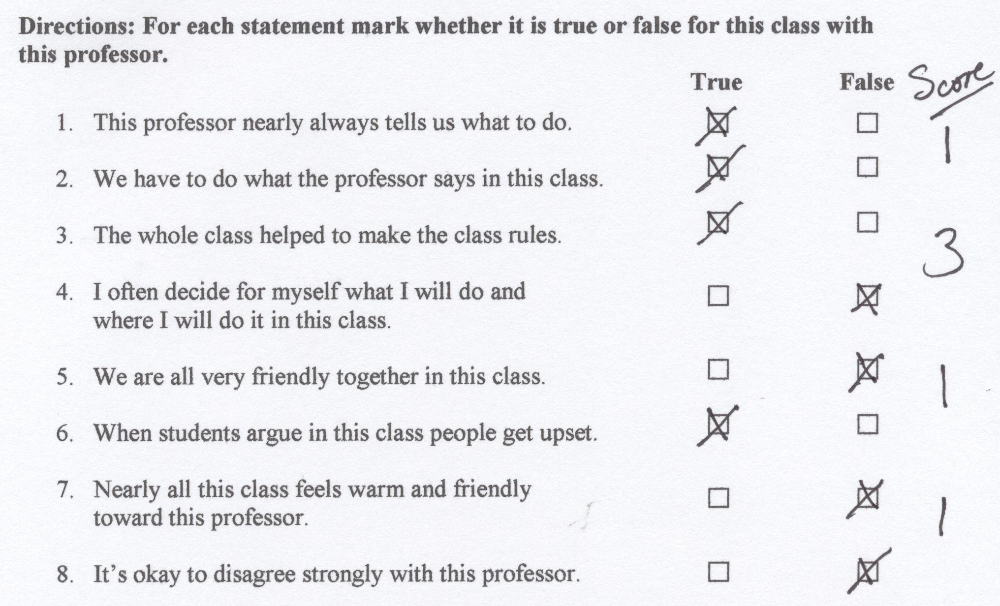 Directions: For each statement mark whether it is true or false for this class with
this professor.
True False Score
1. This professor nearly always tells us what to do.
1
2. We have to do what the professor says in this class.
3. The whole class helped to make the class rules.
3
4. I often decide for myself what I will do and
where I will do it in this class.
5. We are all very friendly together in this class.
1
6. When students argue in this class people get upset.
7. Nearly all this class feels warm and friendly
toward this professor.
1
8. It's okay to disagree strongly with this professor.